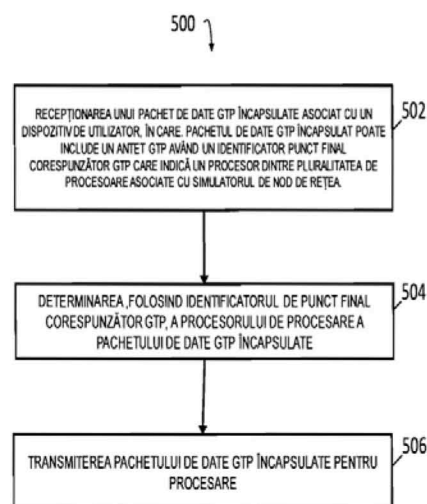 500
RECEPȚIONAREA UNUI PACHET DE DATE GTP ÎNCAPSULATE ASOCIAT CU UN
DISPOZITIV DE UTILIZATOR, ÎN CARE. PACHETUL DE DATE GTP ÎNCAPSULAT POATE
INCLUDE UN ANTET GTP AVÂND UN IDENTIFICATOR PUNCT FINAL
CORESPUNZĂTOR GTP CARE INDICĂ UN PROCESOR DINTRE PLURALITATEA DE
PROCESOARE ASOCIATE CU SIMULATORUL DE NOD DE REȚEA.
502
DETERMINAREA ,FOLOSIND IDENTIFICATORUL DE PUNCT FINAL
CORESPUNZĂTOR GTP, A PROCESORULUI DE PROCESARE A
PACHETULUI DE DATE GTP ÎNCAPSULATE
504
TRANSMITEREA PACHETULUI DE DATE GTP ÎNCAPSULATE PENTRU
PROCESARE
506